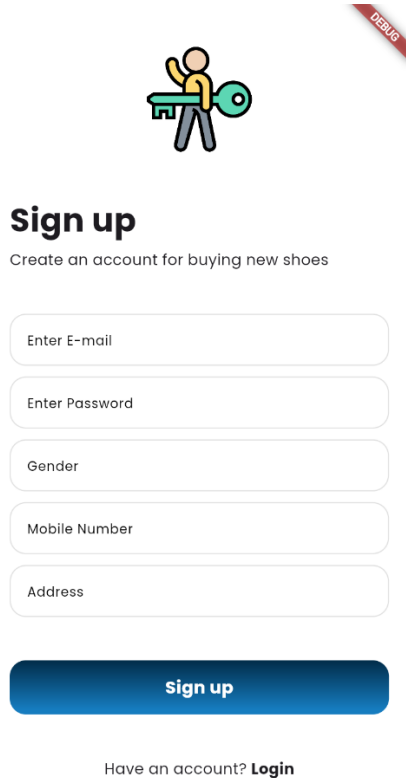 DEBUG
Sign up
Create an account for buying new shoes
Enter E-mail
Enter Password
Gender
Mobile Number
Address
Sign up
Have an account? Login